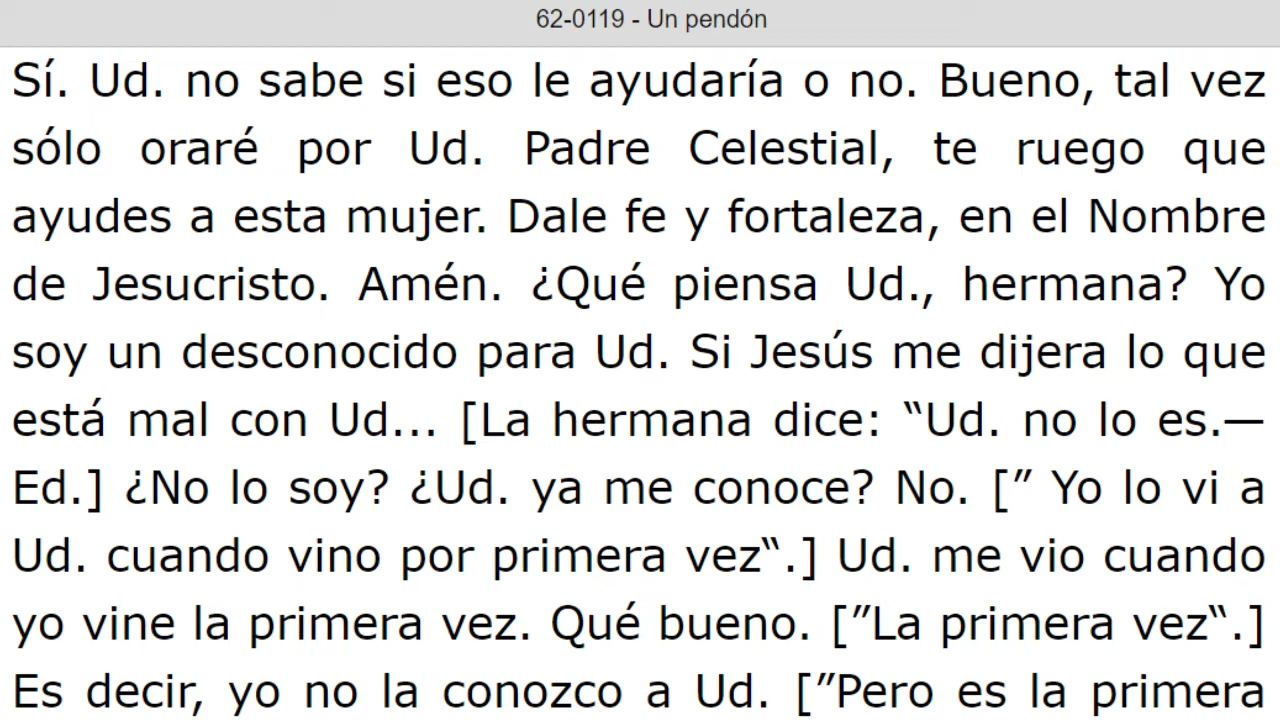 62-0119 - Un pendón
Sí. Ud. no sabe si eso le ayudaría o no. Bueno, tal vez
sólo oraré por Ud. Padre Celestial, te ruego que
ayudes a esta mujer. Dale fe y fortaleza, en el Nombre
de Jesucristo. Amén. ¿Qué piensa Ud., hermana? Yo
soy un desconocido para Ud. Si Jesús me dijera lo que
está mal con Ud... [La hermana dice: “Ud. no lo es.—
Ed.] ¿No lo soy? ¿Ud. ya me conoce? No. [” Yo lo vi a
Ud. cuando vino por primera vez“.] Ud. me vio cuando
yo vine la primera vez. Qué bueno. [”La primera vez“.]
Es decir, yo no la conozco a Ud. [”Pero es la primera